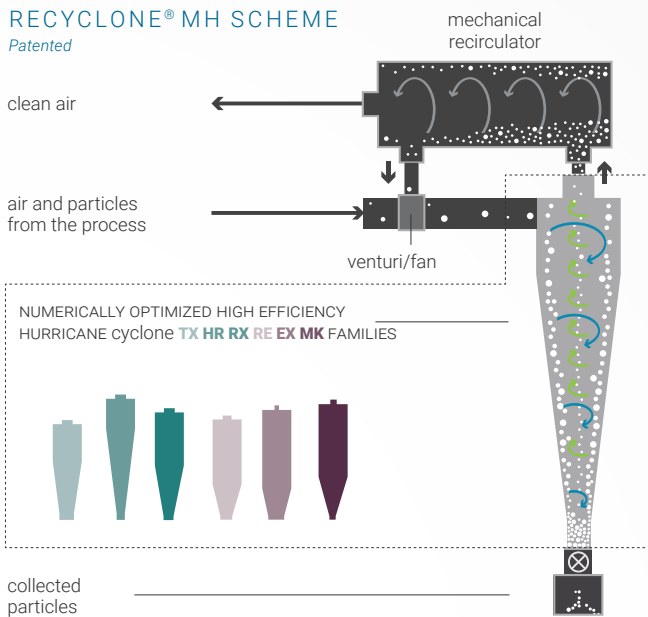 RECYCLONE® MH SCHEME
Patented
mechanical
recirculator
clean air
air and particles
from the process
venturi/fan
NUMERICALLY OPTIMIZED HIGH EFFICIENCY
HURRICANE cyclone TX HR RX RE EX MK FAMILIES
collected
particles